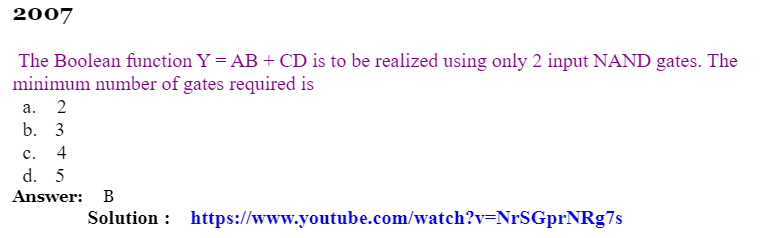 2007
The Boolean function Y = AB + CD is to be realized using only 2 input NAND gates. The
minimum number of gates required is
a. 2
b. 3
c. 4
d. 5
Answer: B
Solution : https://www.youtube.com/watch?v=NrSGprNRg7s